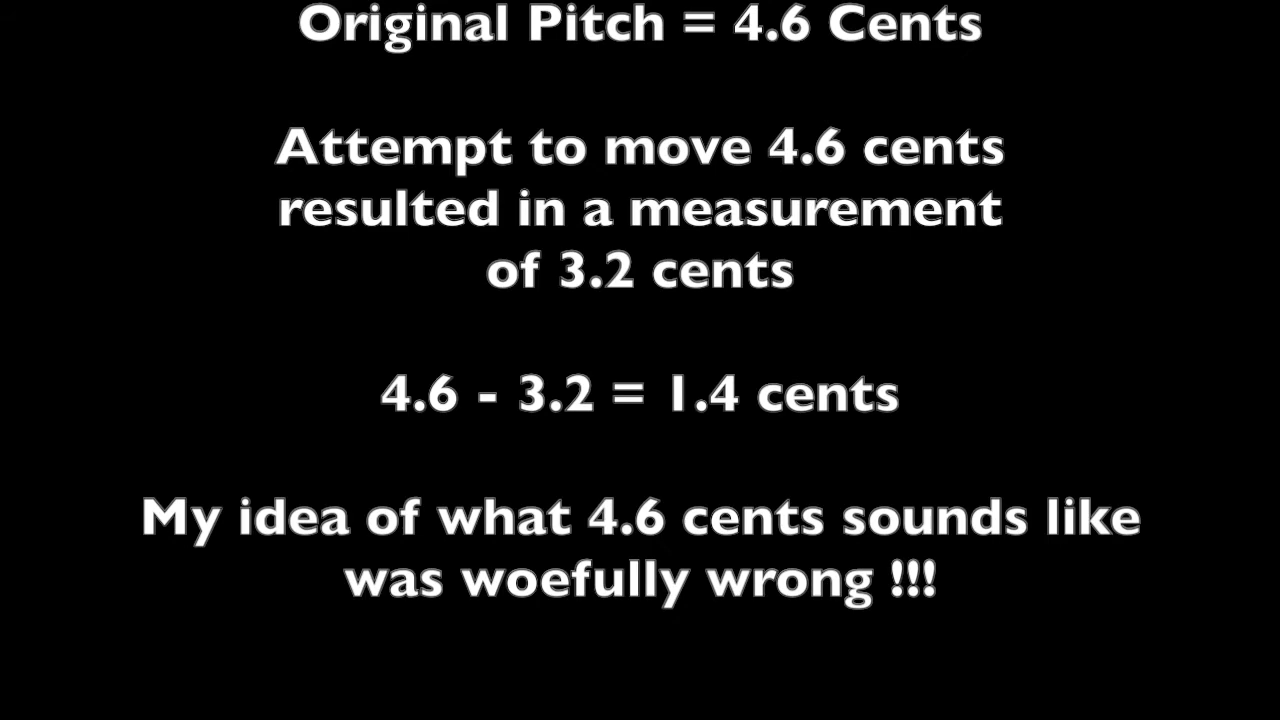 Original Pitch = 4.6 Cents
Attempt to move 4.6 cents
resulted in a measurement
of 3.2 cents
4.6 - 3.2 = 1.4 cents
My idea of what 4.6 cents sounds like
was woefully wrong !!!